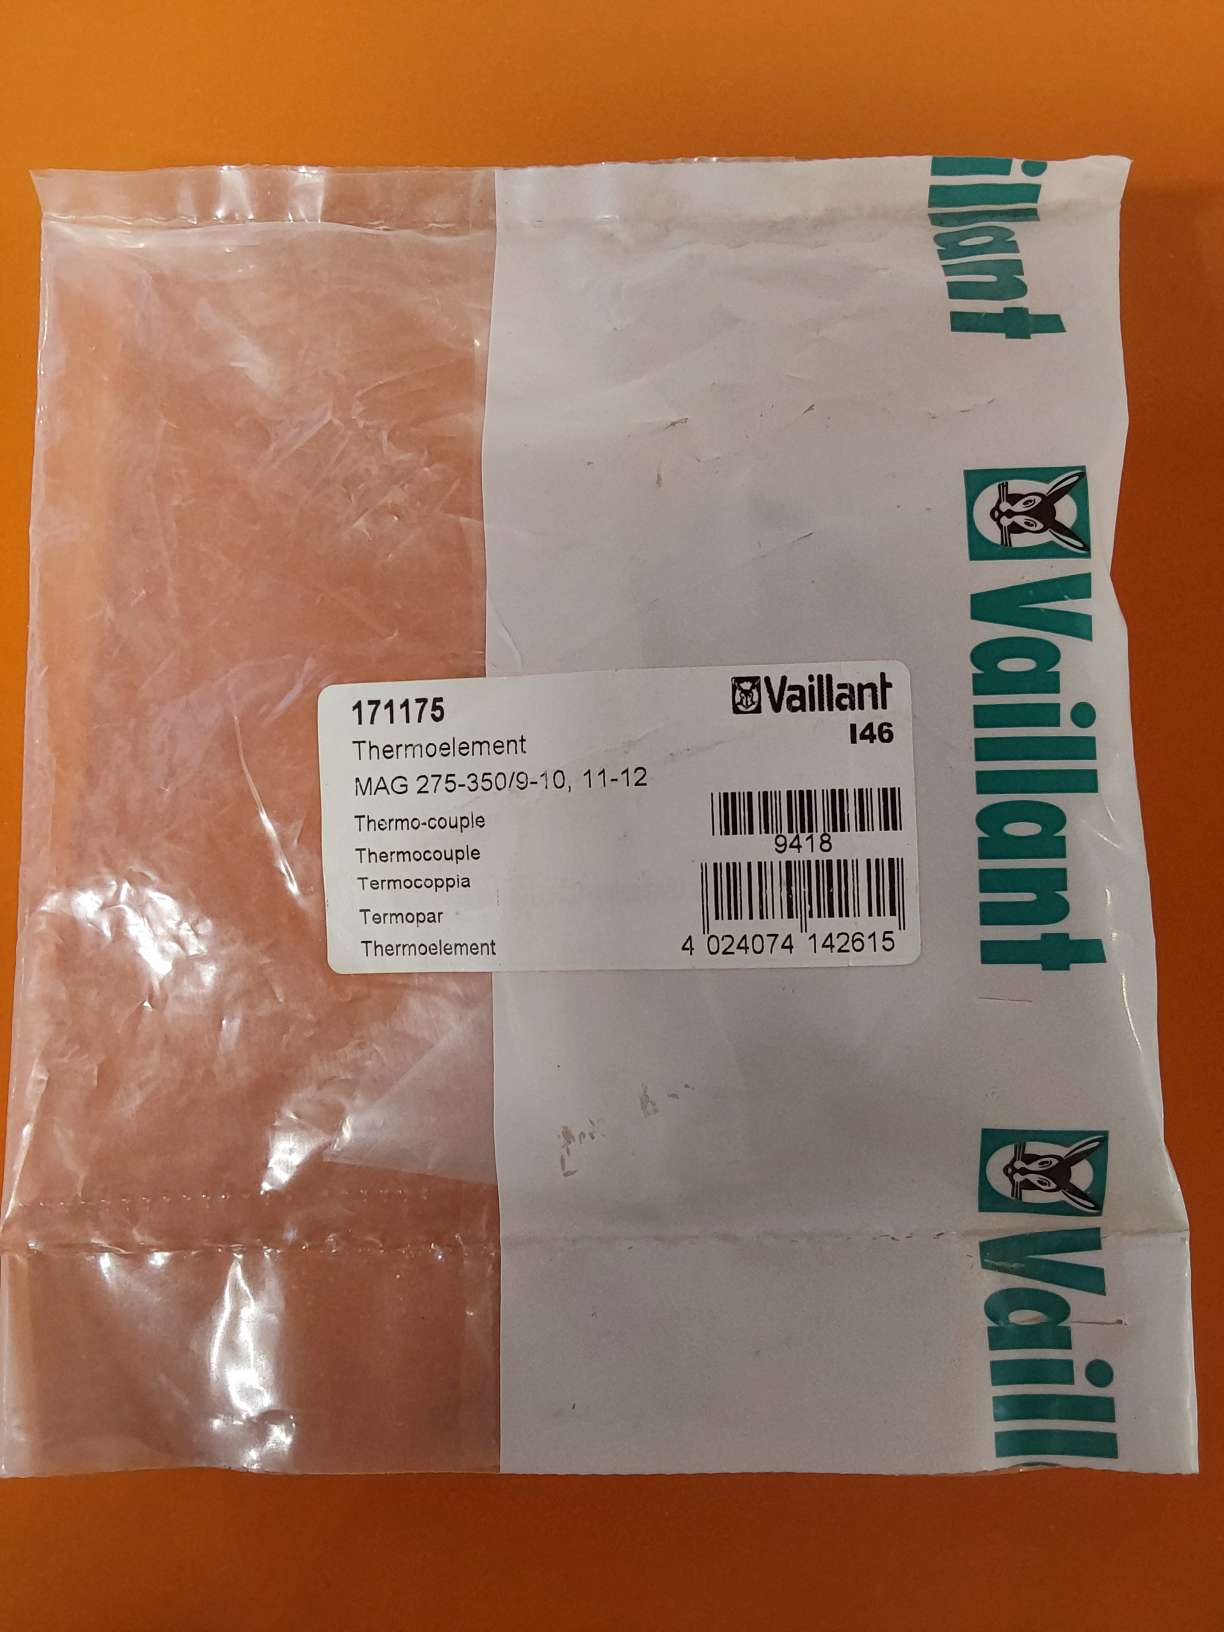 illant
Vaillant
Vaill
171175
Vaillant
I46
Thermoelement
MAG 275-350/9-10, 11-12
Thermo-couple
Thermocouple
Termocoppia
Termopar
Thermoelement
9418
4 024074 142615